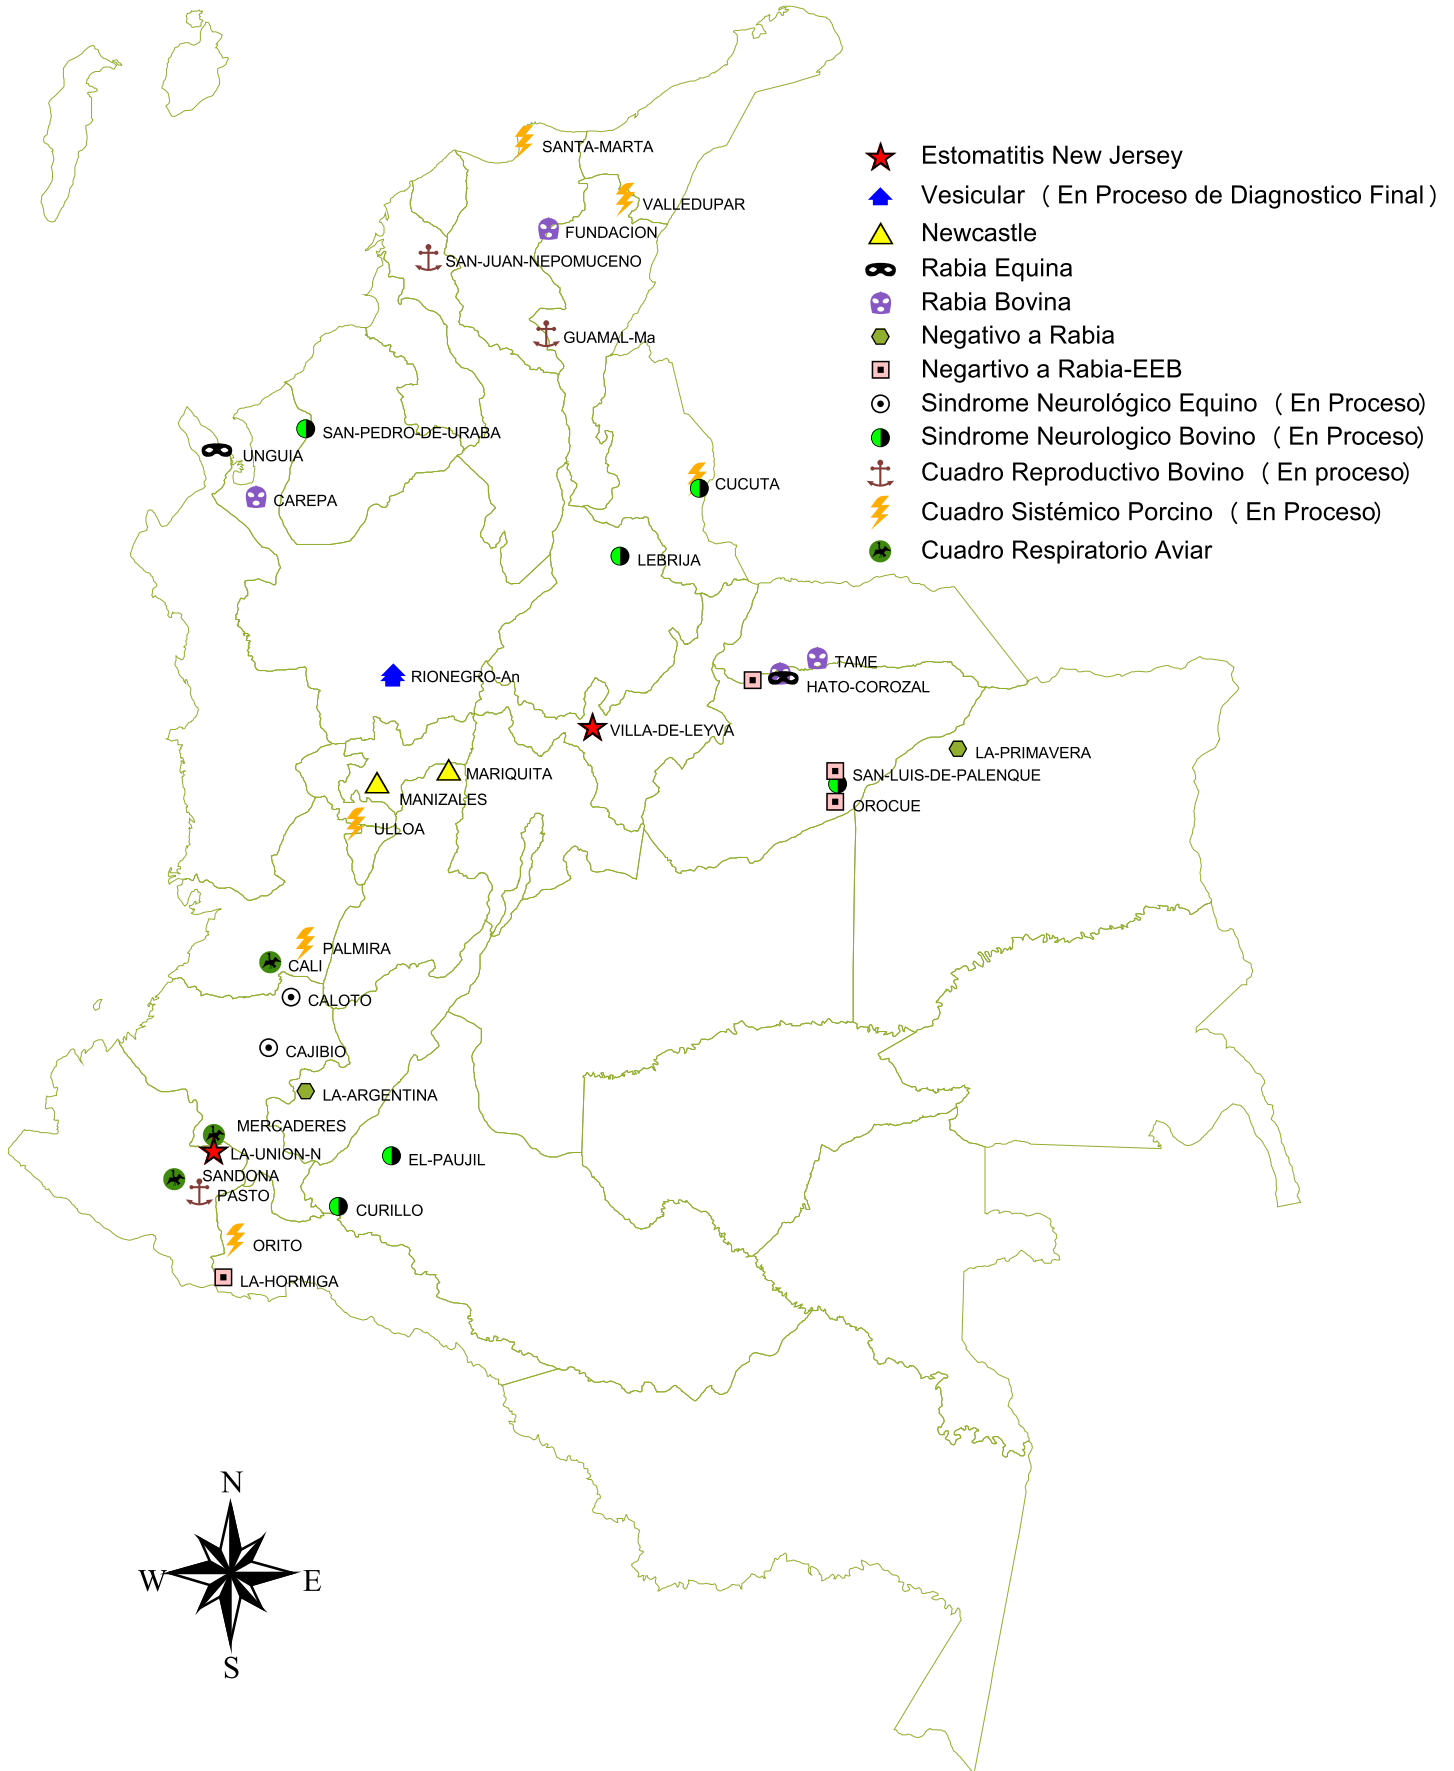 SANTA-MARTA
VALLEDUPAR
FUNDACION
SAN-JUAN-NEPOMUCENO
GUAMAL-Ma
SAN-PEDRO-DE-URABA
UNGUIA
CAREPA
CUCUTA
LEBRIJA
RIONEGRO-An
TAME
HATO-COROZAL
VILLA-DE-LEYVA
LA-PRIMAVERA
MARIQUITA
SAN-LUIS-DE-PALENQUE
MANIZALES
OROCUE
ULLOA
PALMIRA
CALI
CALOTO
CAJIBIO
LA-ARGENTINA
MERCADERES
LA-UNION-N
EL-PAUJIL
SANDONA
PASTO
CURILLO
ORITO
LA-HORMIGA
Estomatitis New Jersey
Vesicular ( En Proceso de Diagnostico Final)
Newcastle
Rabia Equina
Rabia Bovina
Negativo a Rabia
Negartivo a Rabia-EEB
Sindrome Neurológico Equino ( En Proceso)
Sindrome Neurologico Bovino ( En Proceso)
Cuadro Reproductivo Bovino ( En proceso)
Cuadro Sistémico Porcino ( En Proceso)
Cuadro Respiratorio Aviar
N
W E
S